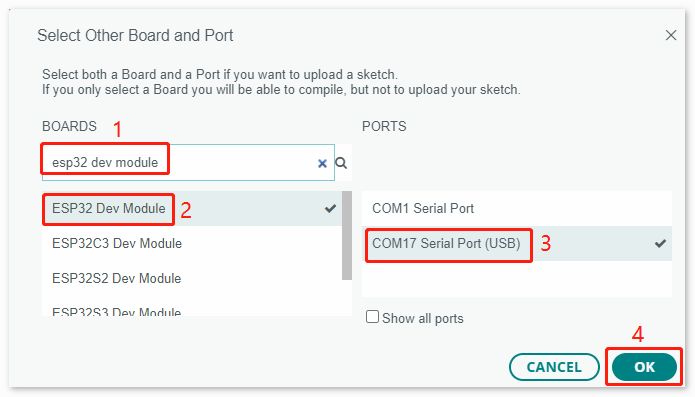 Select Other Board and Port
Select both a Board and a Port if you want to upload a sketch.
If you only select a Board you will be able to compile, but not to upload your sketch.
BOARDS 1
PORTS
esp32 dev module
ESP32 Dev Module 2
ESP32C3 Dev Module
ESP32S2 Dev Module
ESP32S3 Dev Module
COM1 Serial Port
COM17 Serial Port (USB) 3
Show all ports
4
CANCEL
OK